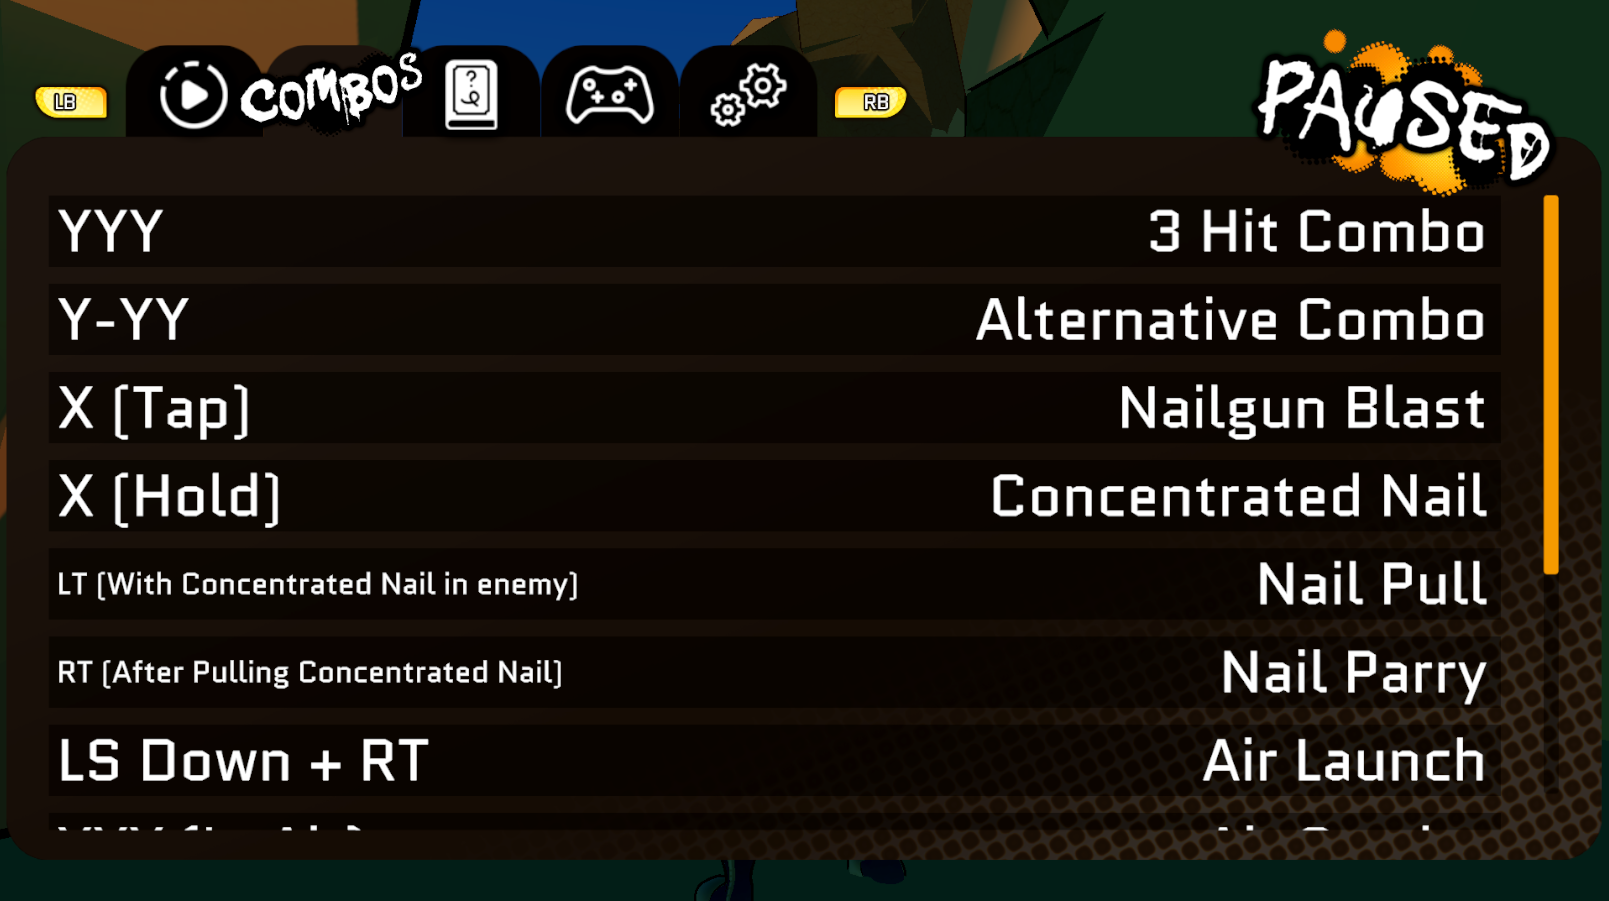 LB
COMBOS
RB
PAUSED
YYY
3 Hit Combo
Y-YY
Alternative Combo
X [Tap]
Nailgun Blast
X [Hold]
Concentrated Nail
LT [With Concentrated Nail in enemy]
Nail Pull
RT [After Pulling Concentrated Nail]
Nail Parry
LS Down + RT
Air Launch